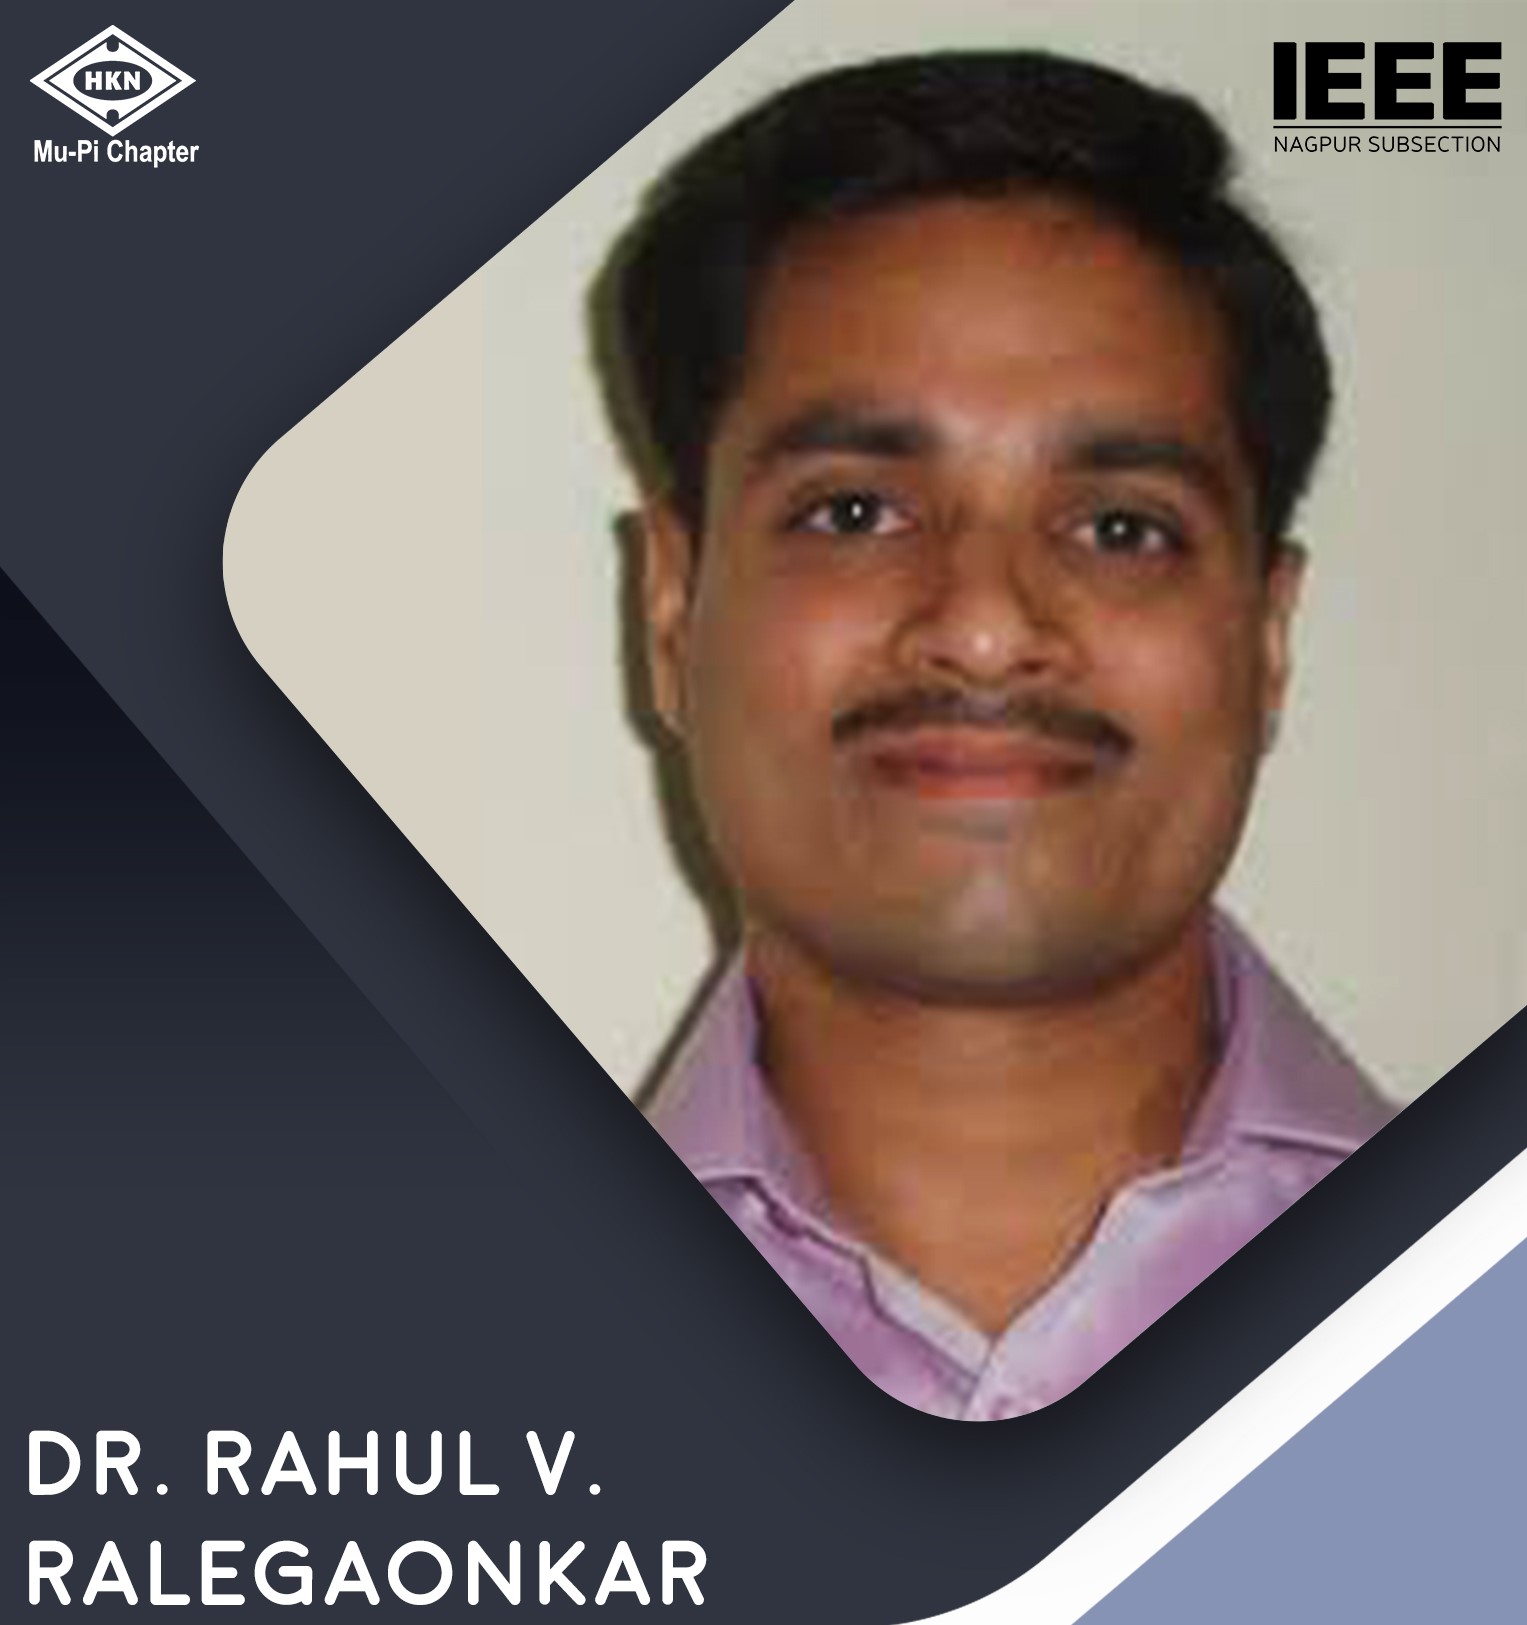 HKN
Mu-Pi Chapter
IEEE
NAGPUR SUBSECTION
DR. RAHUL V.
RALEGAONKAR